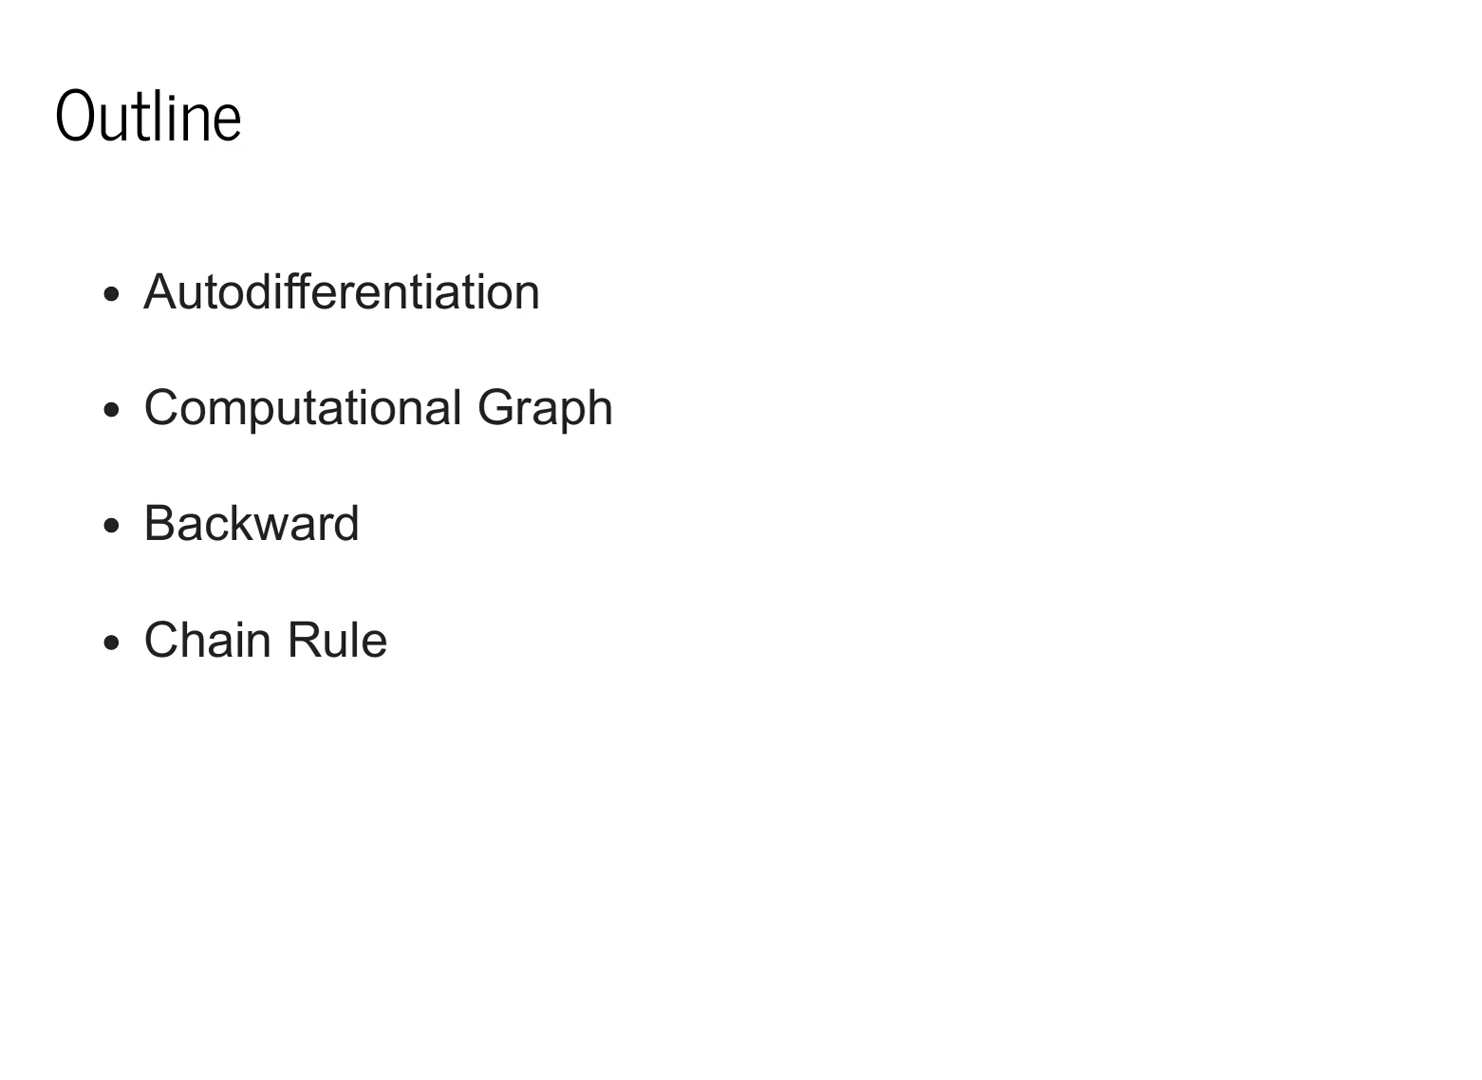 Outline
• Autodifferentiation
• Computational Graph
• Backward
• Chain Rule